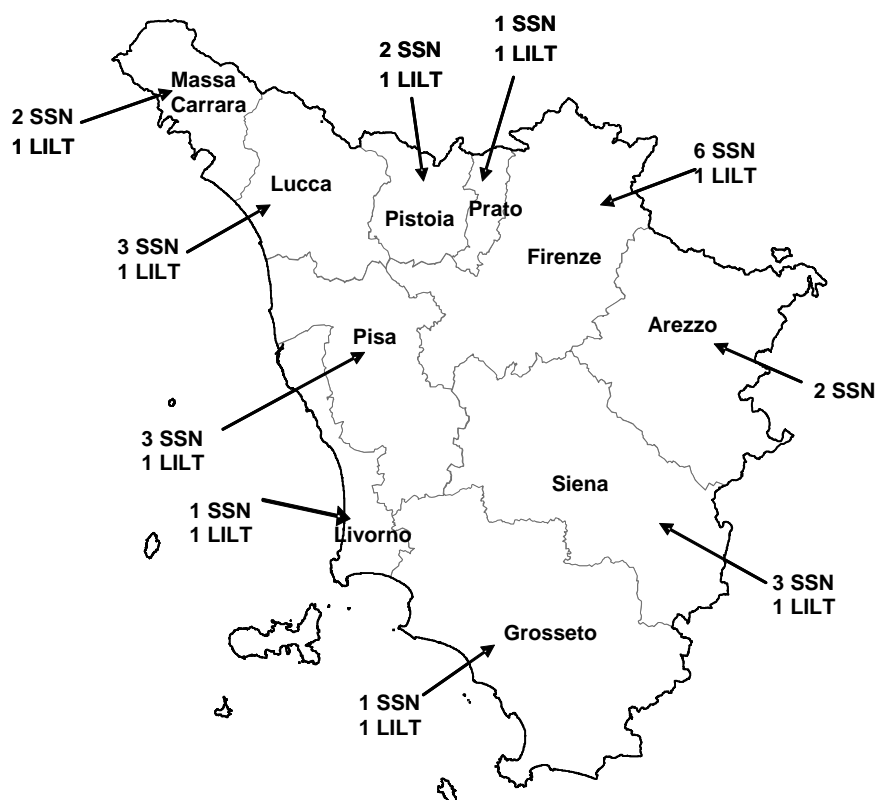 1 SSN
1 LILT
2 SSN
1 LILT
Massa
Carrara
2 SSN
1 LILT
6 SSN
1 LILT
Lucca
Pistoia
Prato
3 SSN
1 LILT
Firenze
Arezzo
Pisa
2 SSN
3 SSN
1 LILT
Siena
1 SSN
1 LILT
Livorno
3 SSN
1 LILT
Grosseto
1 SSN
1 LILT